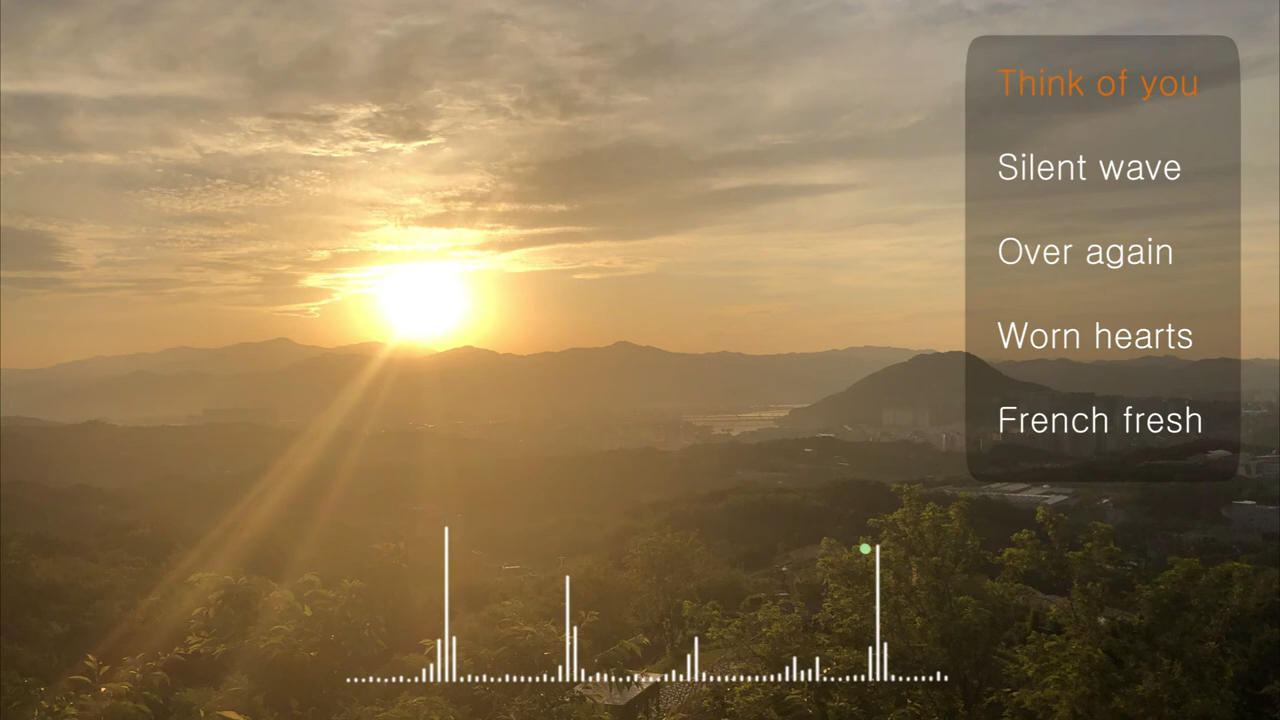 Think of you
Silent wave
Over again
Worn hearts
French fresh